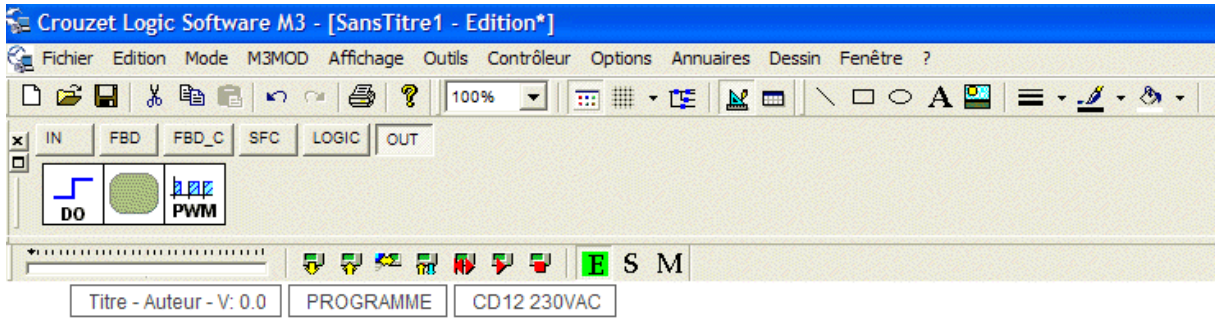 Crouzet Logic Software M3 - [SansTitre1 - Edition*]
Fichier Edition Mode M3MOD Affichage Outils Contrôleur Options Annuaires Dessin Fenêtre ?
100% A
IN FBD FBD_C SFC LOGIC OUT
DO PWM
E S M
Titre - Auteur - V: 0.0 PROGRAMME CD12 230VAC